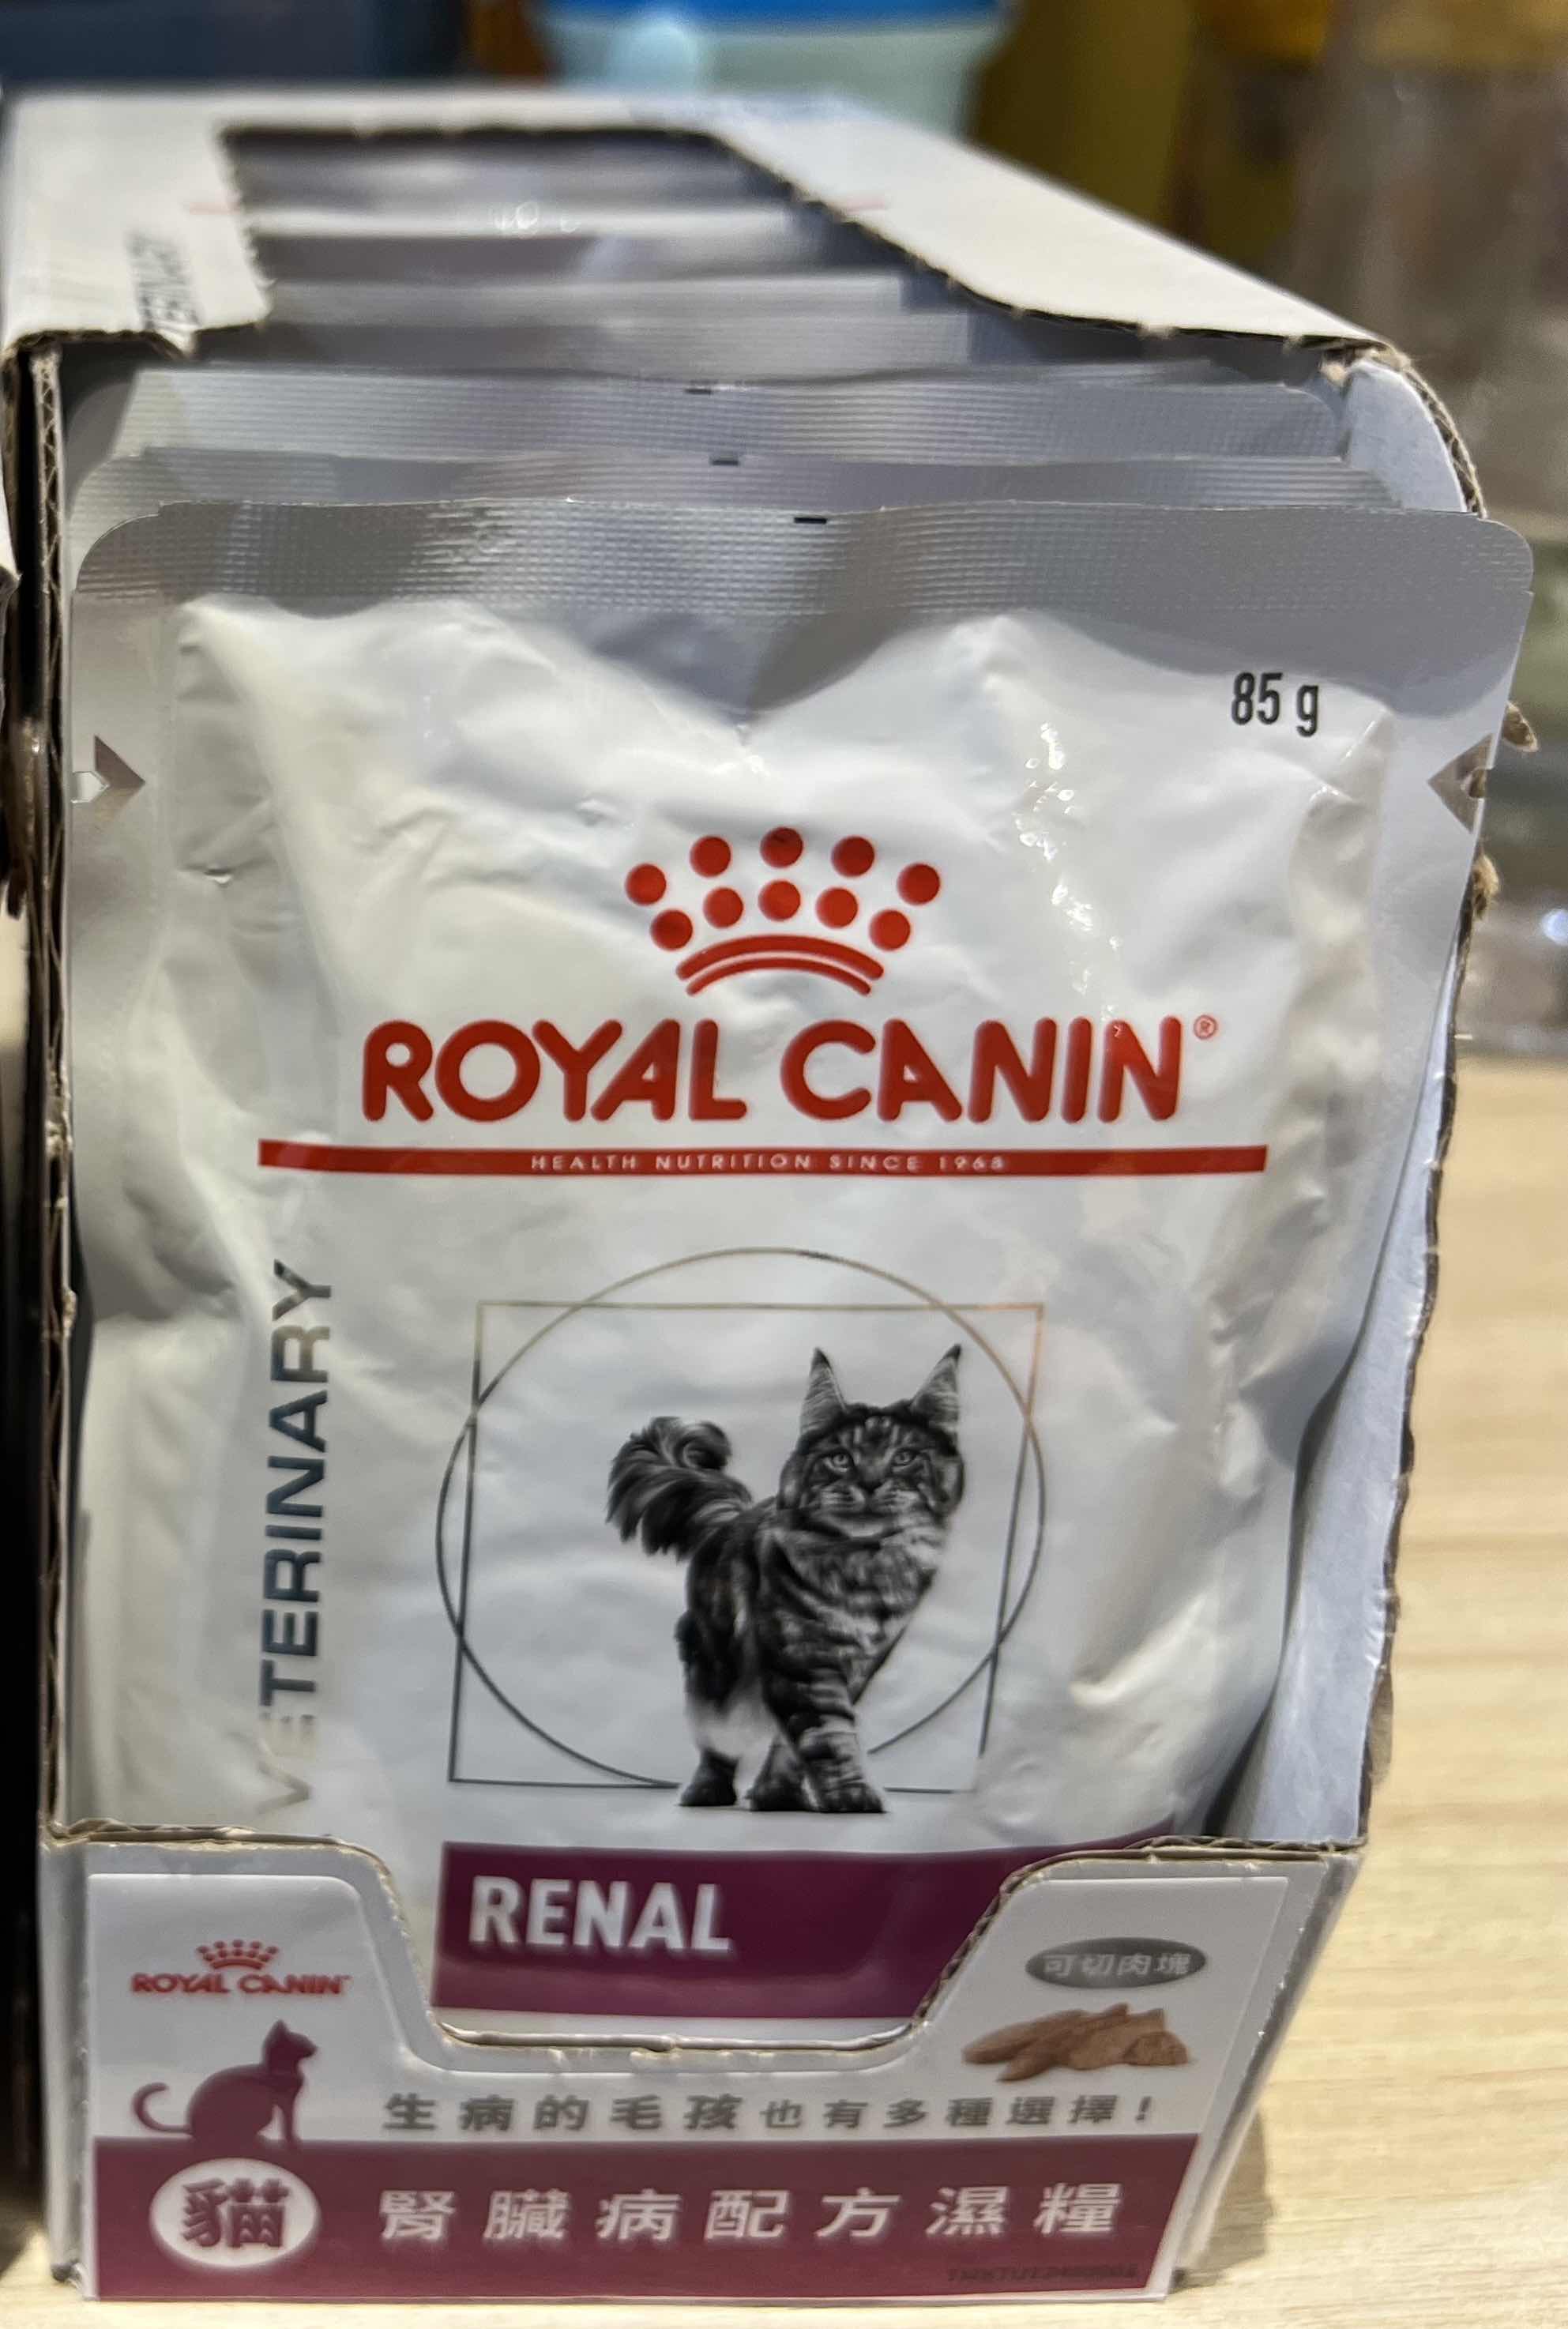 85 g
ROYAL CANIN®
HEALTH NUTRITION SINCE 1968
VETERINARY
RENAL
ROYAL CANIN
可切肉塊
生病的毛孩也有多種選擇！
貓
腎臟病配方濕糧